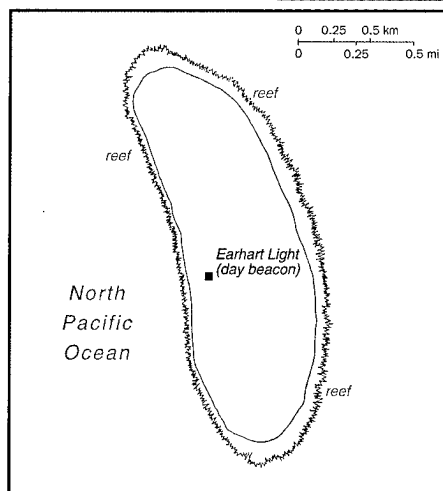 0 0.25 0.5 km
0 0.25 0.5 mi
reef
reef
Earhart Light
(day beacon)
North
Pacific
Ocean
reef